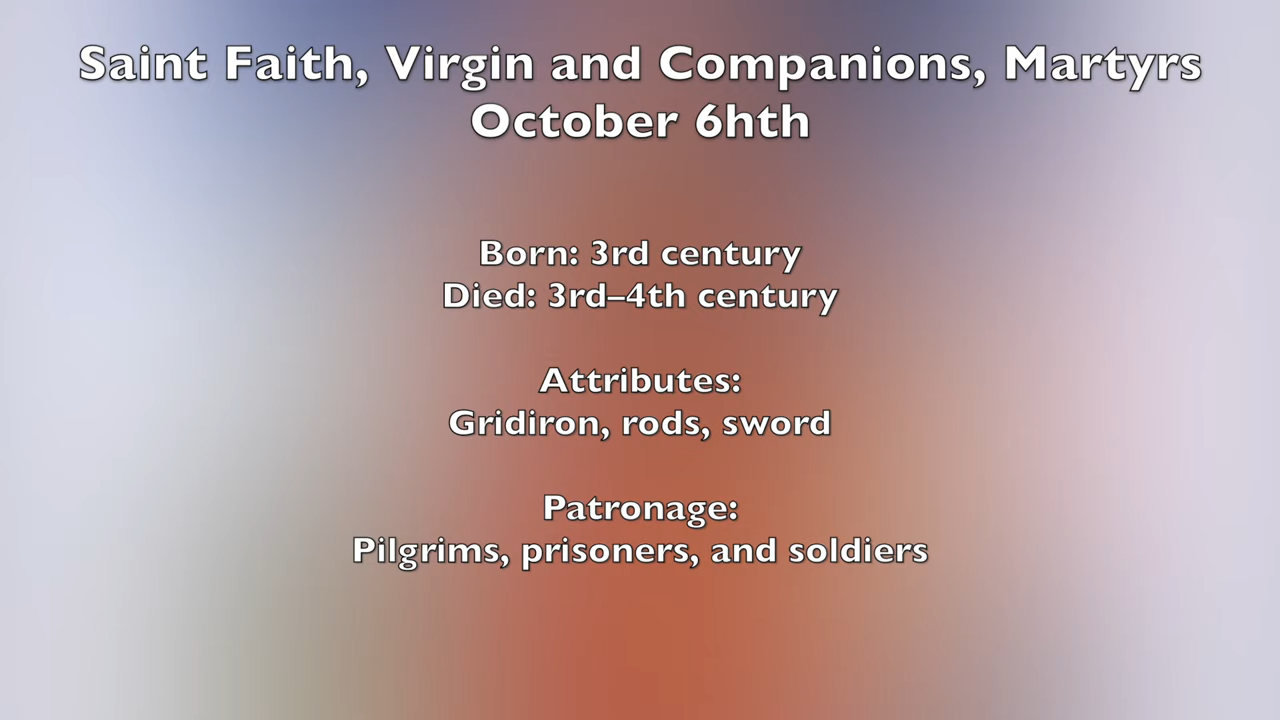 Saint Faith, Virgin and Companions, Martyrs
October 6hth
Born: 3rd century
Died: 3rd–4th century
Attributes:
Gridiron, rods, sword
Patronage:
Pilgrims, prisoners, and soldiers